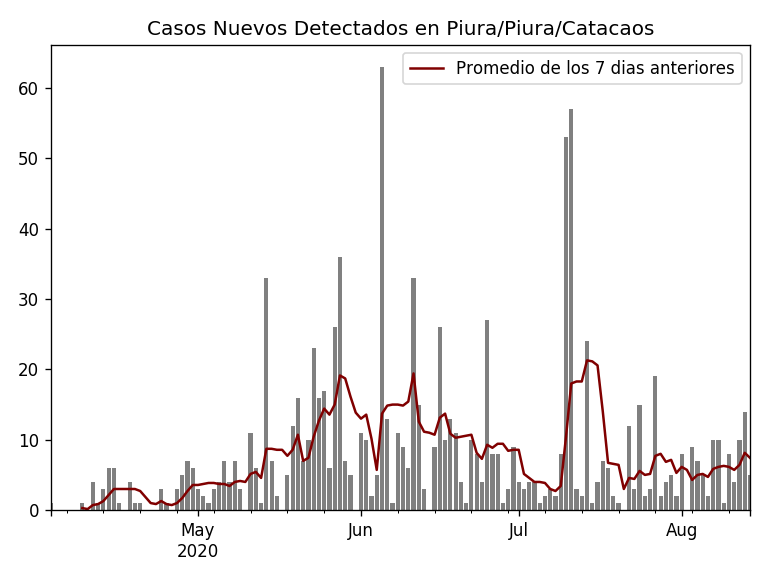 Casos Nuevos Detectados en Piura/Piura/Catacaos
Promedio de los 7 dias anteriores
60
50
40
30
20
10
0
May
2020
Jun
Jul
Aug